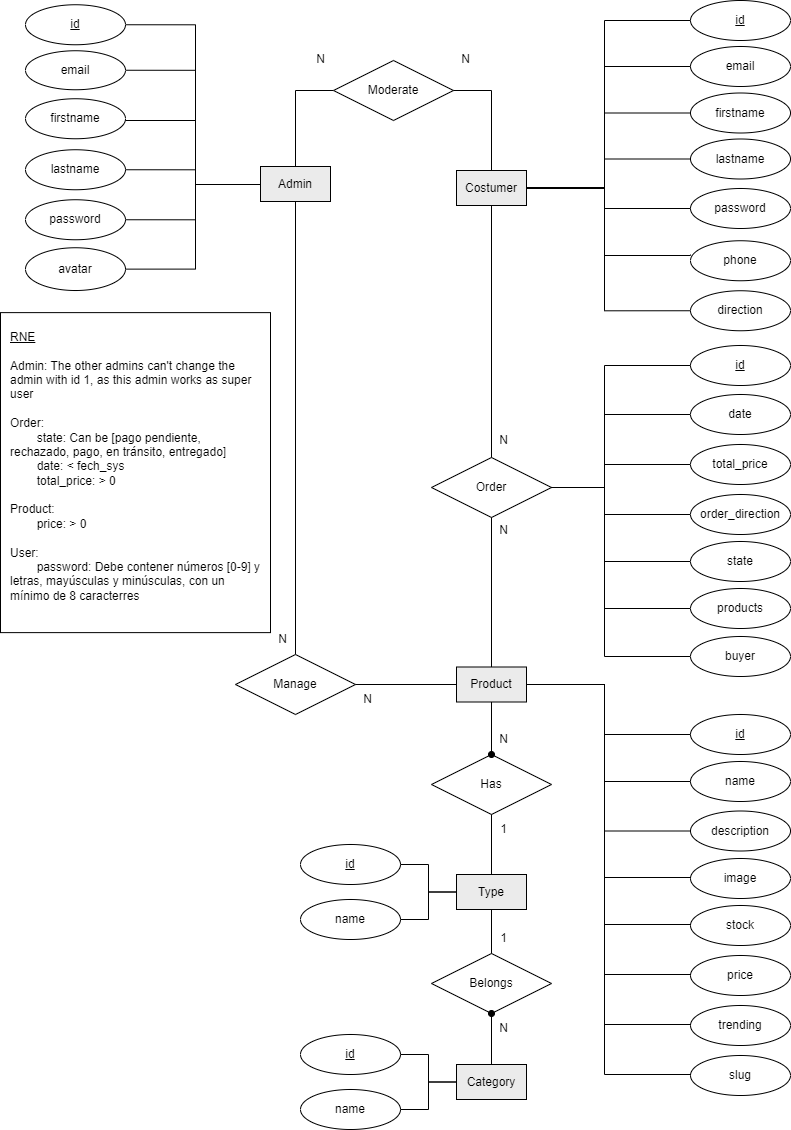 id
email
firstname
lastname
password
avatar
N
Moderate
N
Admin
Costumer
id
email
firstname
lastname
password
phone
direction
RNE
Admin: The other admins can't change the
admin with id 1, as this admin works as super
user
Order:
state: Can be [pago pendiente,
rechazado, pago, en tránsito, entregado]
date: < fech_sys
total_price: > 0
Product:
price: > 0
User:
password: Debe contener números [0-9] y
letras, mayúsculas y minúsculas, con un
mínimo de 8 caracterres
N
Order
N
id
date
total_price
order_direction
state
products
buyer
N
Manage
N
Product
id
name
description
image
stock
price
trending
slug
N
Has
1
id
name
Type
1
Belongs
N
id
name
Category